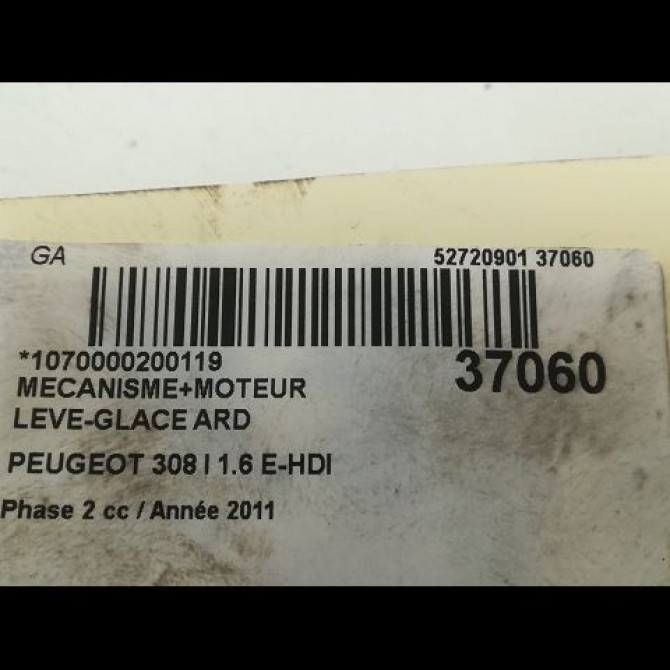 GA 52720901 37060
*1070000200119 37060
MECANISME+MOTEUR
LEVE-GLACE ARD
PEUGEOT 308 I 1.6 E-HDI
Phase 2 cc / Année 2011